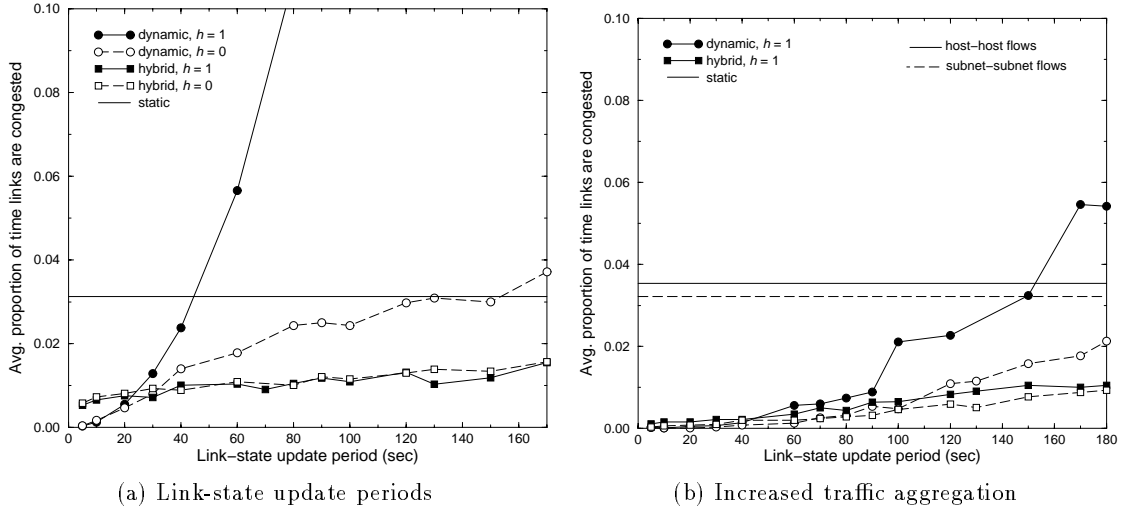 Avg. proportion of time links are congested
0.10
0.08
0.06
0.04
0.02
0.00
dynamic, h = 1
dynamic, h = 0
hybrid, h = 1
hybrid, h = 0
static
0 20 40 60 80 100 120 140 160
Link−state update period (sec)
(a) Link-state update periods
Avg. proportion of time links are congested
0.10
0.08
0.06
0.04
0.02
0.00
dynamic, h = 1
hybrid, h = 1
static
host−host flows
subnet−subnet flows
0 20 40 60 80 100 120 140 160 180
Link−state update period (sec)
(b) Increased traffic aggregation